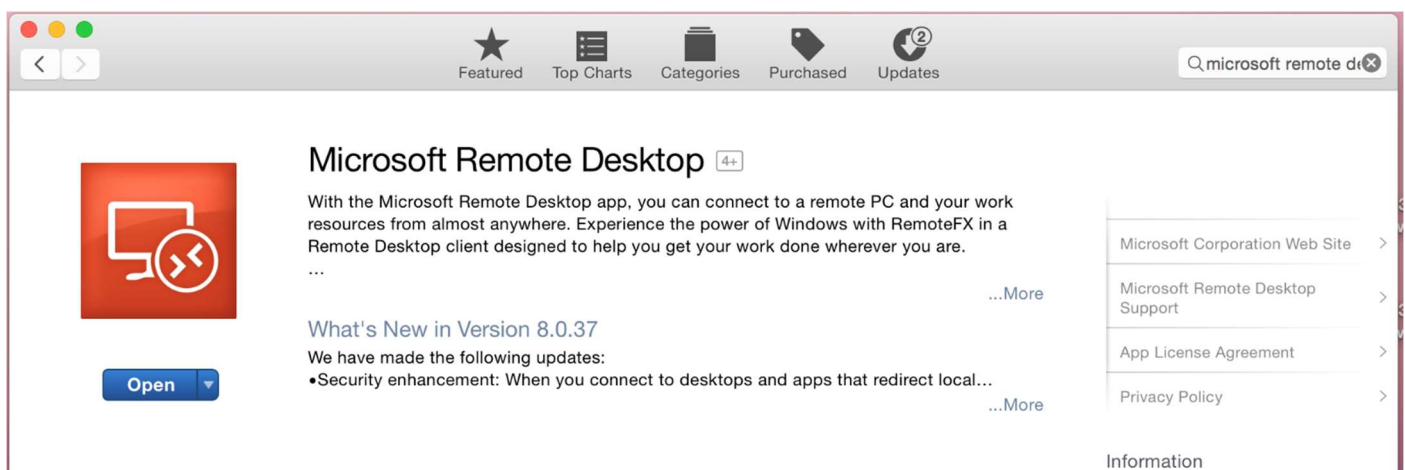 Featured
Top Charts
Categories
Purchased
2
Updates
microsoft remote de
Microsoft Remote Desktop 4+
With the Microsoft Remote Desktop app, you can connect to a remote PC and your work
resources from almost anywhere. Experience the power of Windows with RemoteFX in a
Remote Desktop client designed to help you get your work done wherever you are.
...
...More
What's New in Version 8.0.37
We have made the following updates:
•Security enhancement: When you connect to desktops and apps that redirect local...
...More
Open
Microsoft Corporation Web Site
Microsoft Remote Desktop
Support
App License Agreement
Privacy Policy
Information